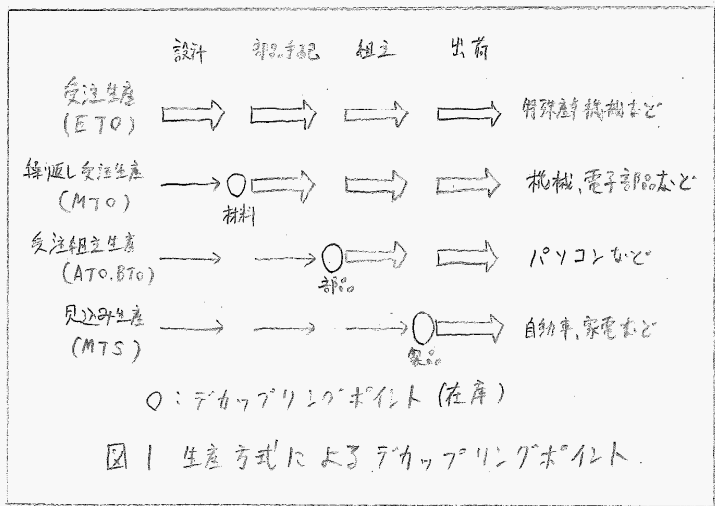 設計 部品手配 組立 出荷
受注生産
(ETO)
特殊産車機械など
繰り返し受注生産
(MTO)
材料
機械、電子部品など
受注組立生産
(ATO.BTO)
部品
パソコンなど
見込み生産
(MTS)
製品
自動車、家電など
○:デカップリングポイント(在庫)
図1 生産方式によるデカップリングポイント.